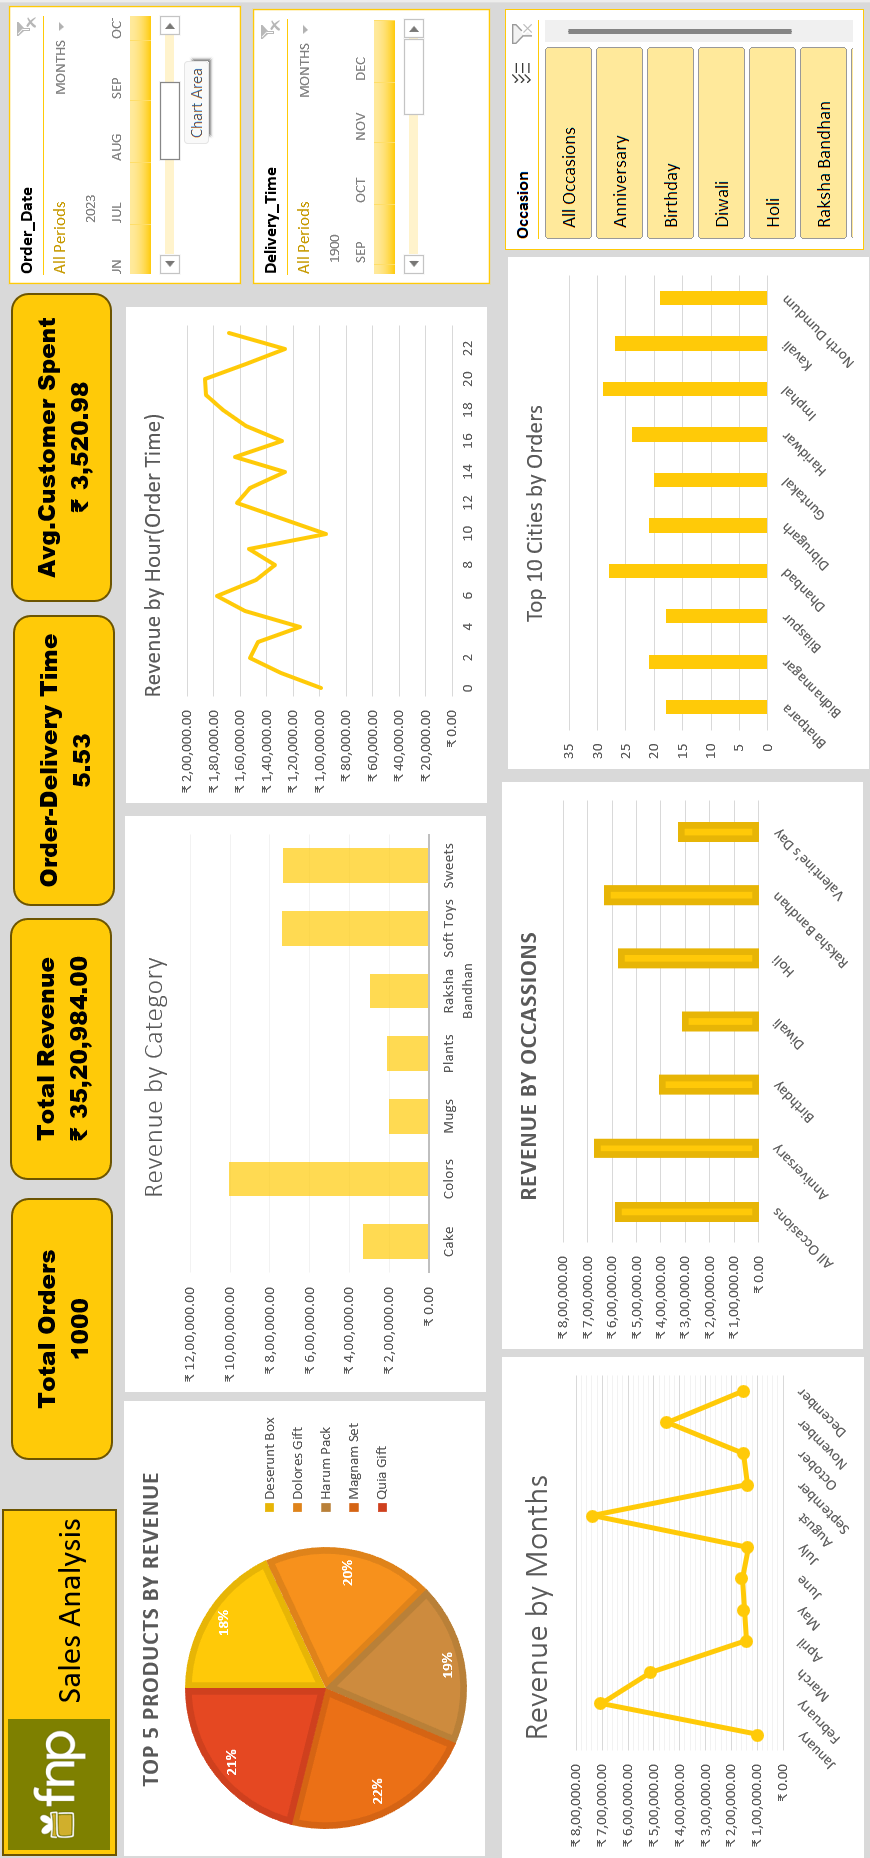 fnp
Sales Analysis
Total Orders
1000
Total Revenue
₹ 35,20,984.00
Order-Delivery Time
5.53
Avg.Customer Spent
₹ 3,520.98
Order_Date
All Periods
MONTHS
2023
JN
JUL
AUG
SEP
OCT
Chart Area
Delivery_Time
All Periods
MONTHS
1900
SEP
OCT
NOV
DEC
Occasion
All Occasions
Anniversary
Birthday
Diwali
Holi
Raksha Bandhan
TOP 5 PRODUCTS BY REVENUE
18%
20%
19%
22%
21%
Deserunt Box
Dolores Gift
Harum Pack
Magnam Set
Quia Gift
Revenue by Category
₹ 12,00,000.00
₹ 10,00,000.00
₹ 8,00,000.00
₹ 6,00,000.00
₹ 4,00,000.00
₹ 2,00,000.00
₹ 0.00
Cake
Colors
Mugs
Plants
Raksha
Bandhan
Soft Toys
Sweets
Revenue by Hour(Order Time)
₹ 2,00,000.00
₹ 1,80,000.00
₹ 1,60,000.00
₹ 1,40,000.00
₹ 1,20,000.00
₹ 1,00,000.00
₹ 80,000.00
₹ 60,000.00
₹ 40,000.00
₹ 20,000.00
₹ 0.00
0 2 4 6 8 10 12 14 16 18 20 22
Revenue by Months
₹ 8,00,000.00
₹ 7,00,000.00
₹ 6,00,000.00
₹ 5,00,000.00
₹ 4,00,000.00
₹ 3,00,000.00
₹ 2,00,000.00
₹ 1,00,000.00
₹ 0.00
January
February
March
April
May
June
July
August
September
October
November
December
REVENUE BY OCCASSIONS
₹ 8,00,000.00
₹ 7,00,000.00
₹ 6,00,000.00
₹ 5,00,000.00
₹ 4,00,000.00
₹ 3,00,000.00
₹ 2,00,000.00
₹ 1,00,000.00
₹ 0.00
All Occasions
Anniversary
Birthday
Diwali
Holi
Raksha Bandhan
Valentine's Day
Top 10 Cities by Orders
35
30
25
20
15
10
5
0
Bhatpara
Bidhannagar
Bilaspur
Dhanbad
Dibrugarh
Guntakal
Haridwar
Imphal
Kavali
North Dumdum